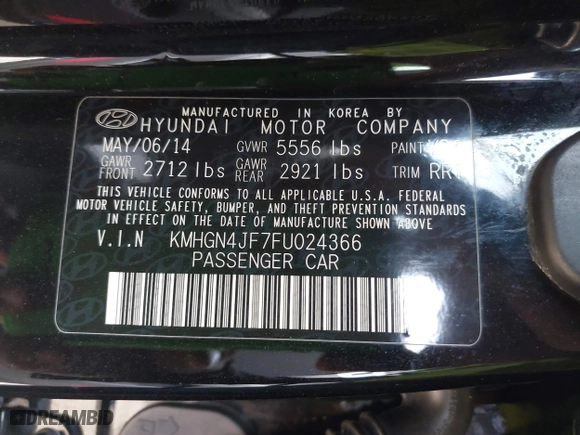 MANUFACTURED IN KOREA BY
HYUNDAI MOTOR COMPANY
MAY/06/14 GVWR 5556 lbs PAINT
GAWR FRONT 2712 lbs GAWR REAR 2921 lbs TRIM RR
THIS VEHICLE CONFORMS TO ALL APPLICABLE U.S.A. FEDERAL
MOTOR VEHICLE SAFETY, BUMPER, AND THEFT PREVENTION STANDARDS
IN EFFECT ON THE DATE OF MANUFACTURE SHOWN ABOVE.
V.I.N KMHGN4JF7FU024366
PASSENGER CAR
DREAMBID